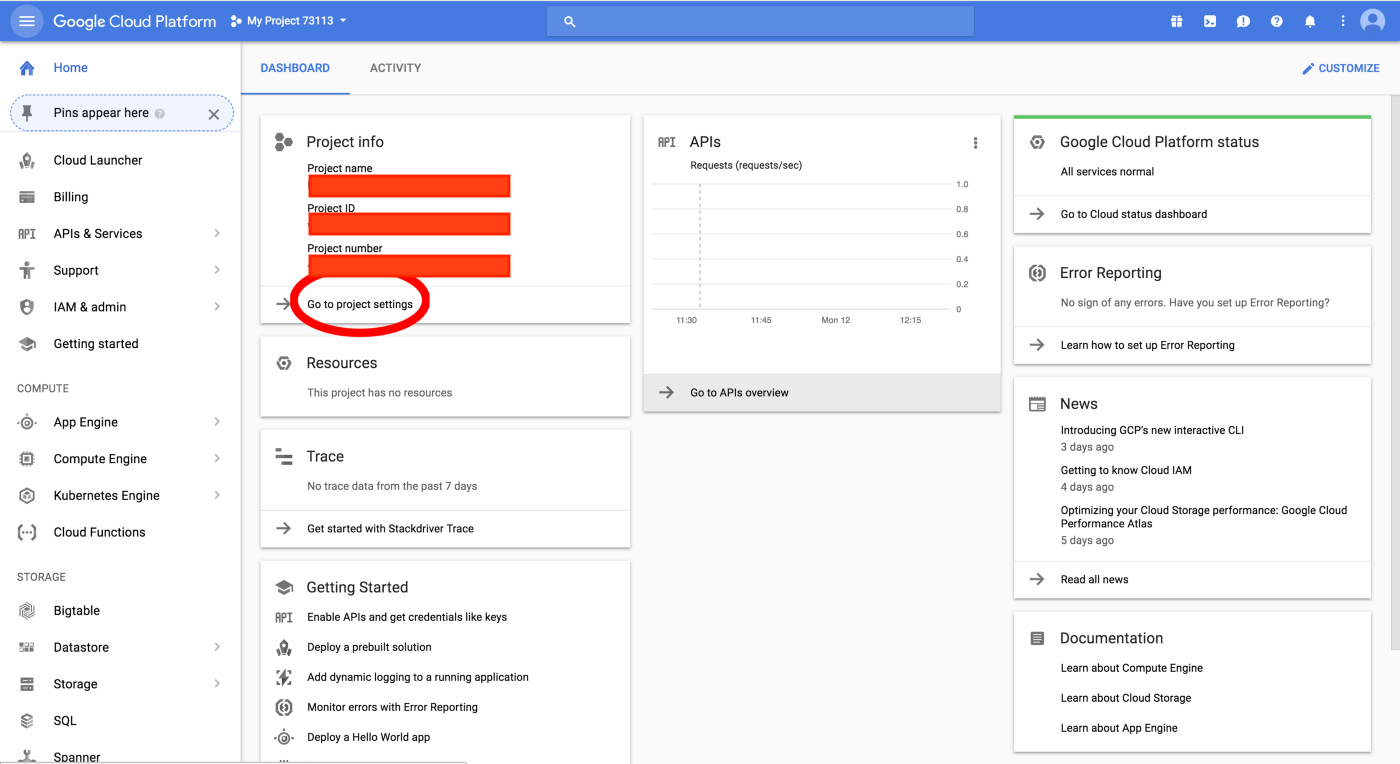 Google Cloud Platform
My Project 73113
Home
Pins appear here
Cloud Launcher
Billing
API APIs & Services
Support
IAM & admin
Getting started
COMPUTE
App Engine
Compute Engine
Kubernetes Engine
Cloud Functions
STORAGE
Bigtable
Datastore
Storage
SQL
Spanner
DASHBOARD
ACTIVITY
CUSTOMIZE
Project info
Project name
Project ID
Project number
Go to project settings
Resources
This project has no resources
Trace
No trace data from the past 7 days
Get started with Stackdriver Trace
Getting Started
API Enable APIs and get credentials like keys
Deploy a prebuilt solution
Add dynamic logging to a running application
Monitor errors with Error Reporting
Deploy a Hello World app
API APIs
Requests (requests/sec)
1.0
0.8
0.6
0.4
0.2
0
11:30 11:45 Mon 12 12:15
Go to APIs overview
Google Cloud Platform status
All services normal
Go to Cloud status dashboard
Error Reporting
No sign of any errors. Have you set up Error Reporting?
Learn how to set up Error Reporting
News
Introducing GCP's new interactive CLI
3 days ago
Getting to know Cloud IAM
4 days ago
Optimizing your Cloud Storage performance: Google Cloud
Performance Atlas
5 days ago
Read all news
Documentation
Learn about Compute Engine
Learn about Cloud Storage
Learn about App Engine